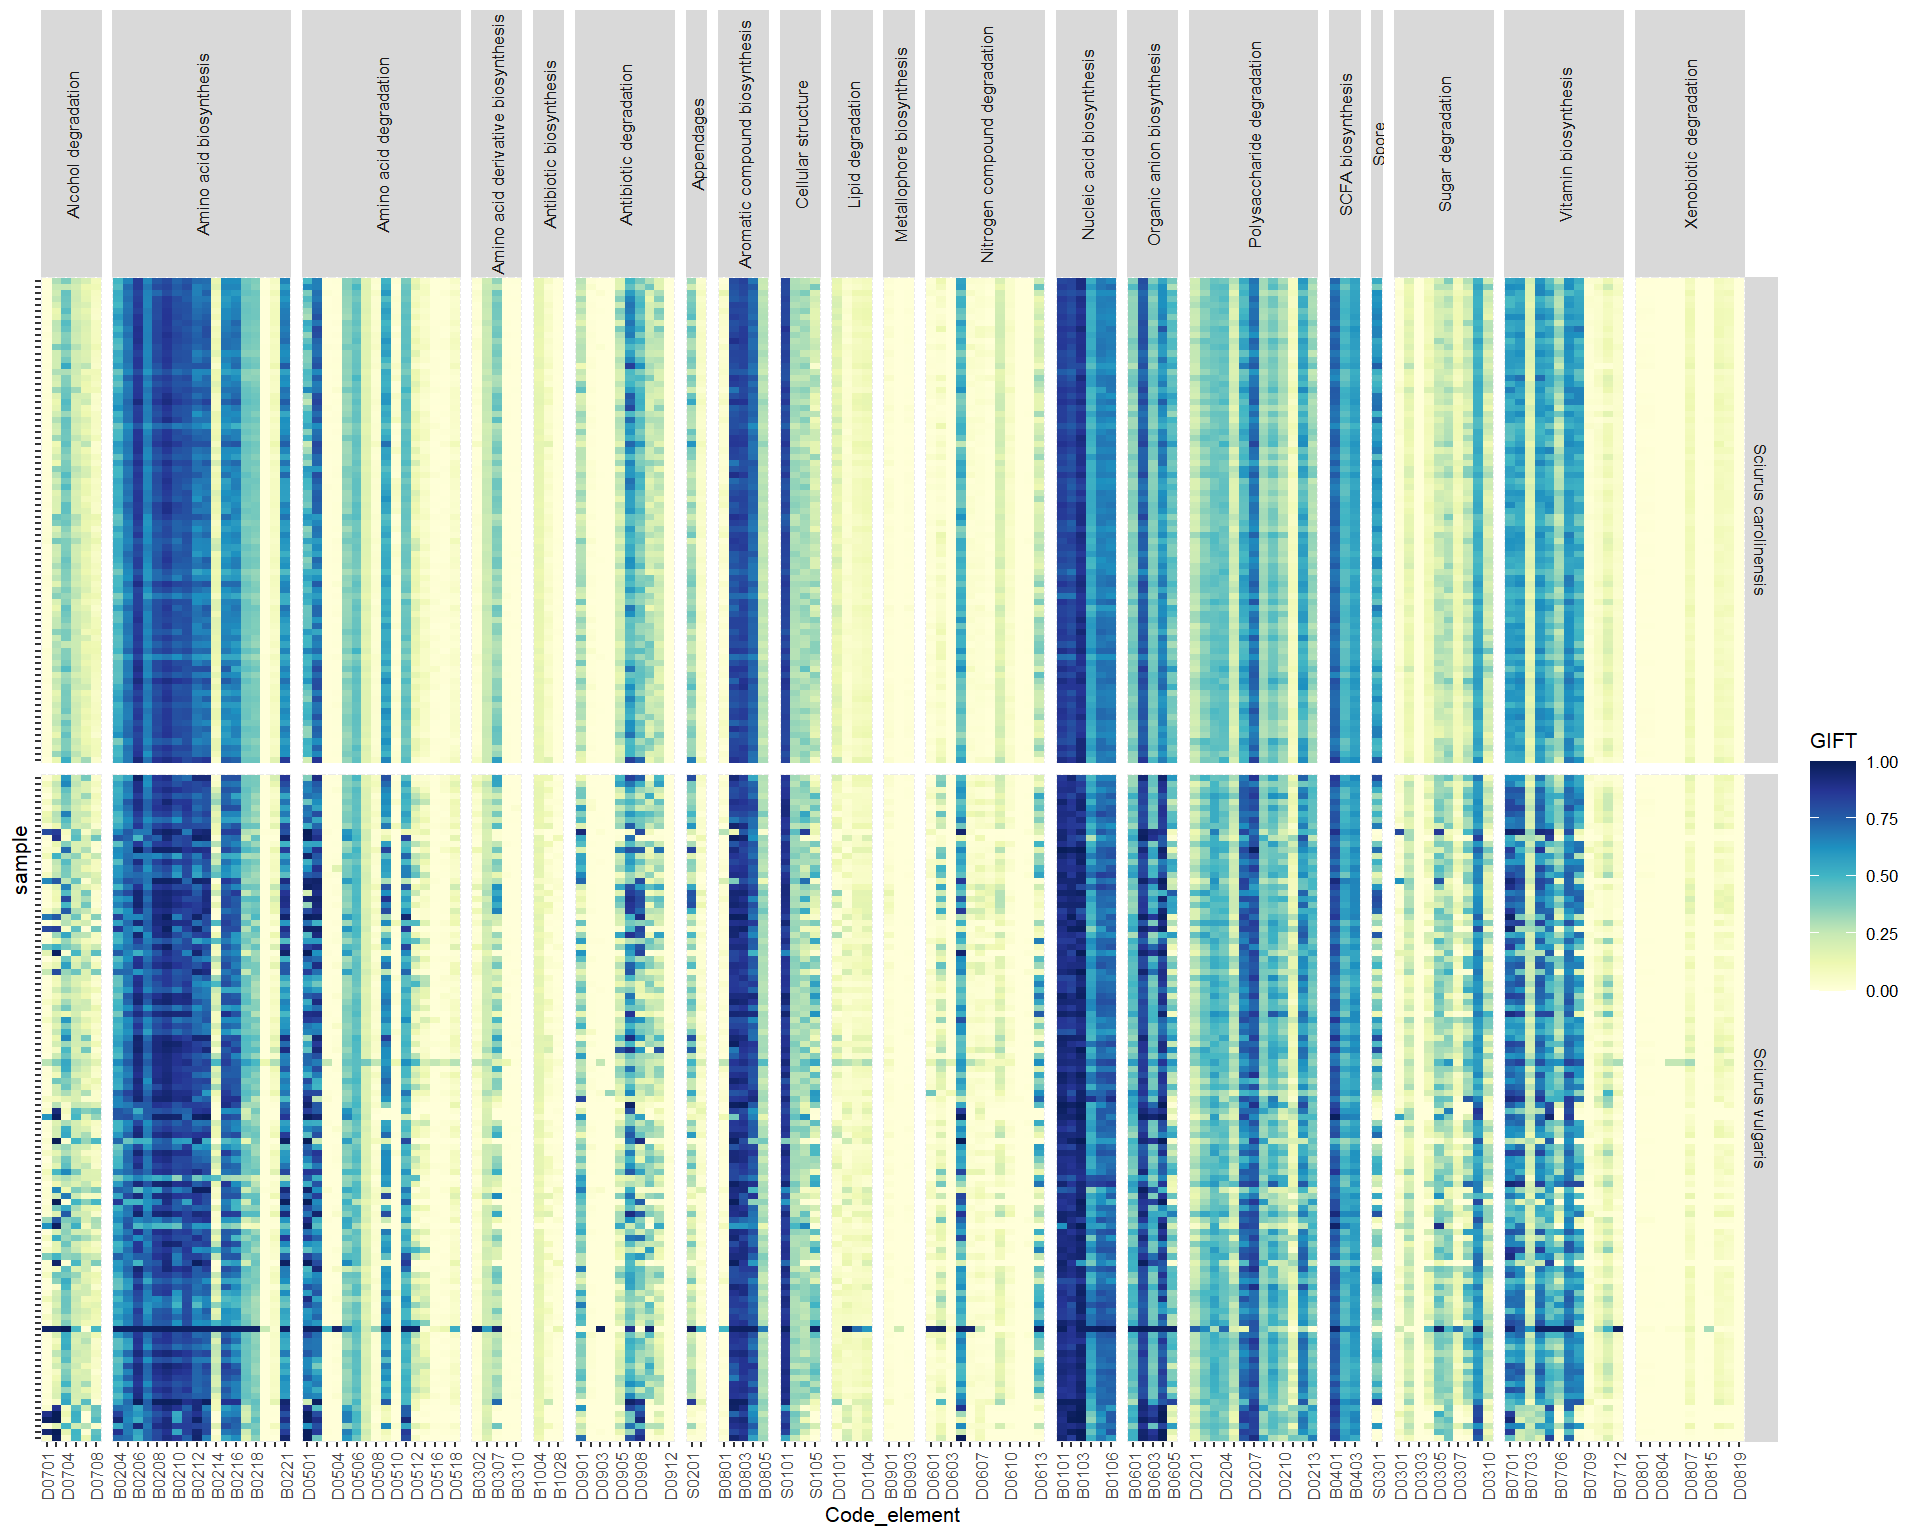 Alcohol degradation
Amino acid biosynthesis
Amino acid degradation
Amino acid derivative biosynthesis
Antibiotic biosynthesis
Antibiotic degradation
Appendages
Aromatic compound biosynthesis
Cellular structure
Lipid degradation
Metallophore biosynthesis
Nitrogen compound degradation
Nucleic acid biosynthesis
Organic anion biosynthesis
Polysaccharide degradation
SCFA biosynthesis
Spore
Sugar degradation
Vitamin biosynthesis
Xenobiotic degradation
Sciurus carolinensis
Sciurus vulgaris
sample
GIFT
1.00
0.75
0.50
0.25
0.00
D0701
D0704
D0708
B0204
B0206
B0208
B0210
B0212
B0214
B0216
B0218
B0221
D0501
D0504
D0506
D0508
D0510
D0512
D0516
D0518
B0302
B0307
B0310
B1004
B1028
D0901
D0903
D0905
D0908
D0912
S0201
B0801
B0803
B0805
S0101
S0105
D0101
D0104
B0901
B0903
D0601
D0603
D0607
D0610
D0613
B0101
B0103
B0106
B0601
B0603
B0605
D0201
D0204
D0207
D0210
D0213
B0401
B0403
S0301
D0301
D0303
D0305
D0307
D0310
B0701
B0703
B0706
B0709
B0712
D0801
D0804
D0807
D0815
D0819
Code_element